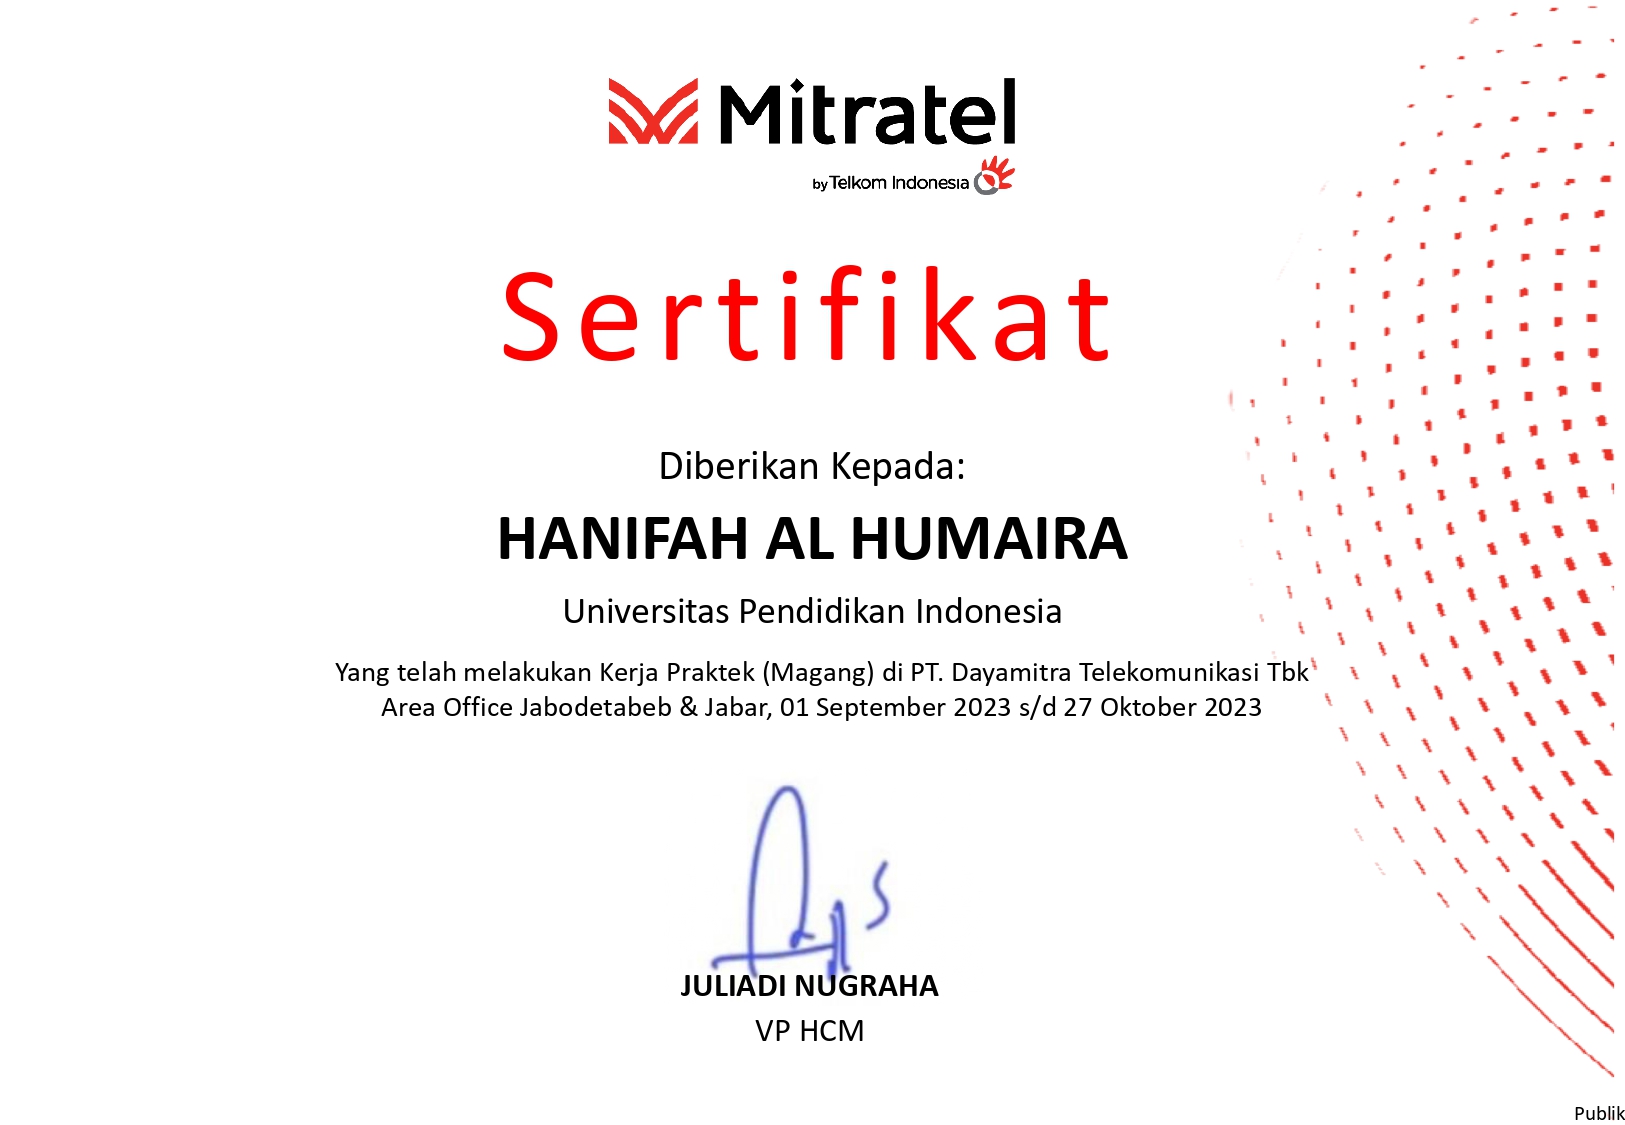 Mitratel
by Telkom Indonesia
Sertifikat
Diberikan Kepada:
HANIFAH AL HUMAIRA
Universitas Pendidikan Indonesia
Yang telah melakukan Kerja Praktek (Magang) di PT. Dayamitra Telekomunikasi Tbk
Area Office Jabodetabeb & Jabar, 01 September 2023 s/d 27 Oktober 2023
JULIADI NUGRAHA
VP HCM
Publik